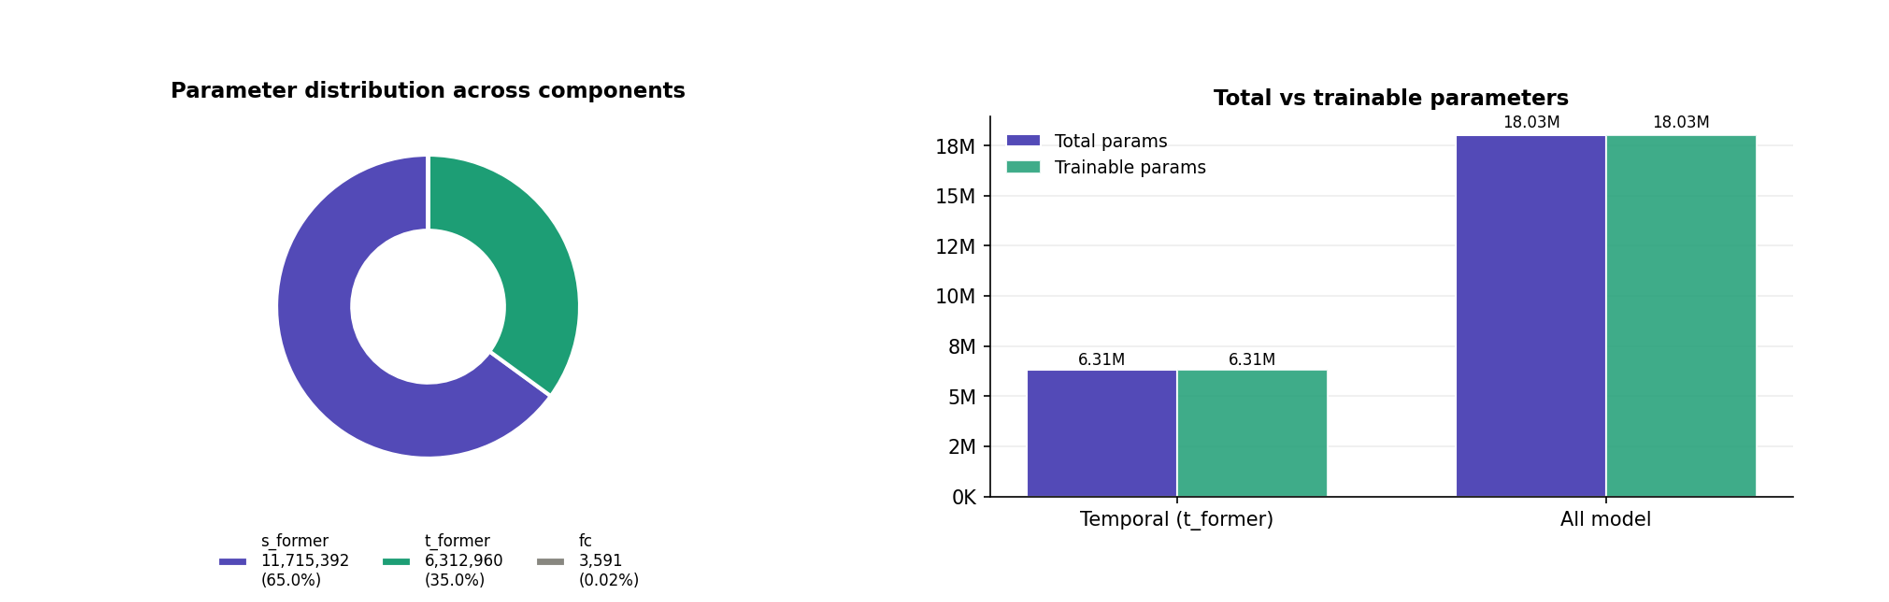 Parameter distribution across components
s_former
11,715,392
(65.0%)
t_former
6,312,960
(35.0%)
fc
3,591
(0.02%)
Total vs trainable parameters
Total params
Trainable params
18M
15M
12M
10M
8M
5M
2M
0K
6.31M
6.31M
18.03M
18.03M
Temporal (t_former)
All model